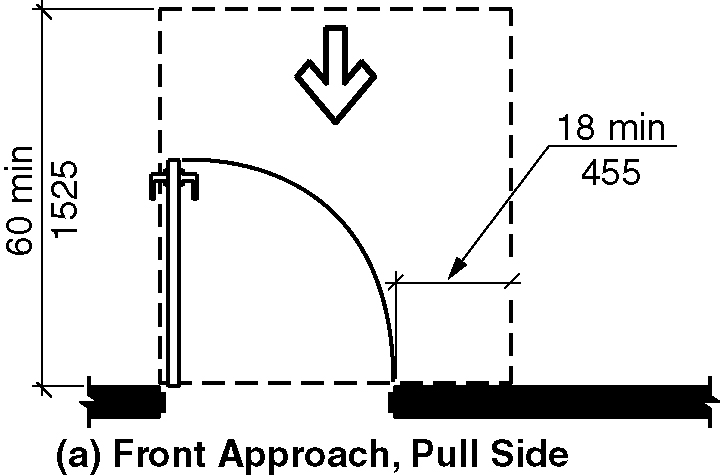 18 min
455
60 min
1525
(a) Front Approach, Pull Side